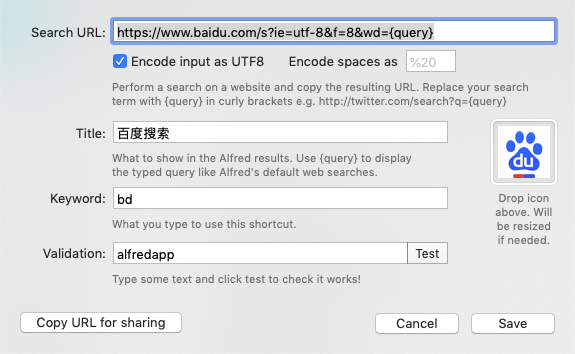 Search URL: https://www.baidu.com/s?ie=utf-8&f=8&wd={query}
Encode input as UTF8 Encode spaces as %20
Perform a search on a website and copy the resulting URL. Replace your search
term with {query} in curly brackets e.g. http://twitter.com/search?q={query}
Title: 百度搜索
What to show in the Alfred results. Use {query} to display
the typed query like Alfred's default web searches.
du
Drop icon
above. Will
be resized
if needed.
Keyword: bd
What you type to use this shortcut.
Validation: alfredapp Test
Type some text and click test to check it works!
Copy URL for sharing Cancel Save